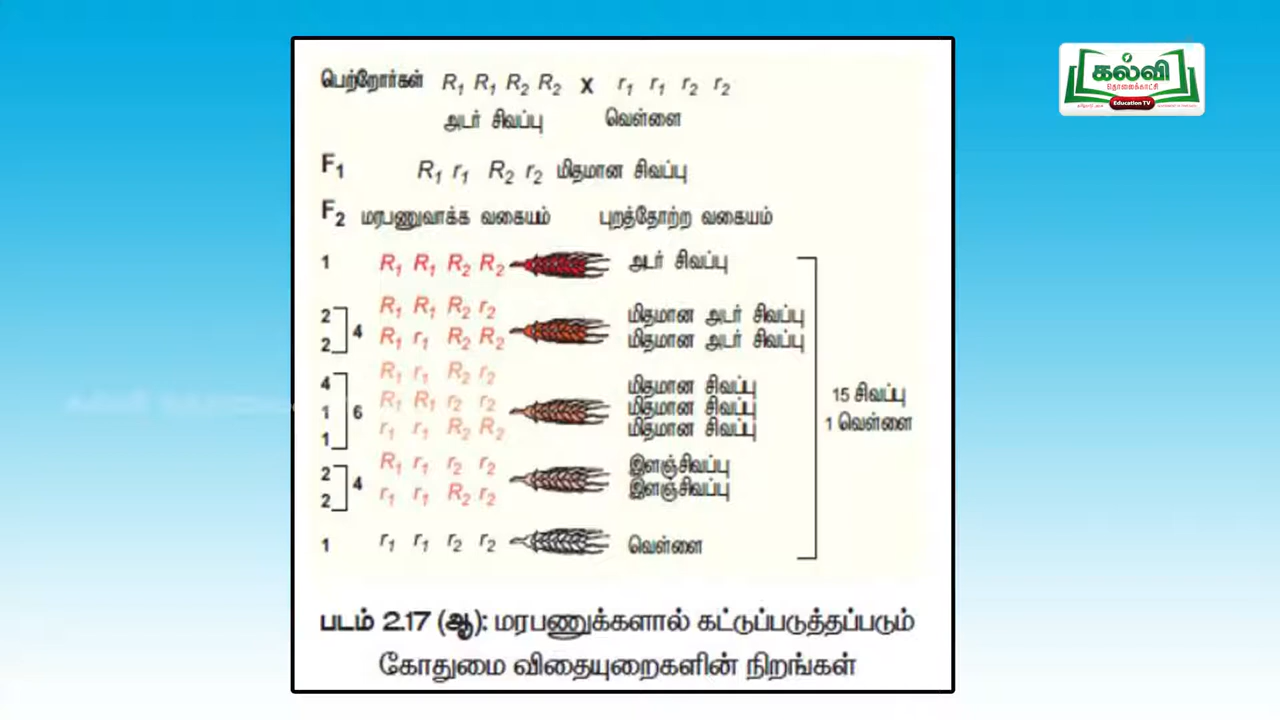 கல்வி
தொலைக்காட்சி
Education TV
பெற்றோர்கள் R₁ R₁ R₂ R₂ X r₁ r₁ r₂ r₂
அடர் சிவப்பு வெள்ளை
F₁ R₁ r₁ R₂ r₂ மிதமான சிவப்பு
F₂ மரபணுவாக்க வகையம் புறத்தோற்ற வகையம்
1 R₁ R₁ R₂ R₂ அடர் சிவப்பு
2 R₁ R₁ R₂ r₂ மிதமான அடர் சிவப்பு
4
2 R₁ r₁ R₂ R₂ மிதமான அடர் சிவப்பு
4 R₁ r₁ R₂ r₂ மிதமான சிவப்பு
1 6 R₁ R₁ r₂ r₂ மிதமான சிவப்பு
1 r₁ r₁ R₂ R₂ மிதமான சிவப்பு
15 சிவப்பு
1 வெள்ளை
2 R₁ r₁ r₂ r₂ இளஞ்சிவப்பு
4
2 r₁ r₁ R₂ r₂ இளஞ்சிவப்பு
1 r₁ r₁ r₂ r₂ வெள்ளை
படம் 2.17 (ஆ): மரபணுக்களால் கட்டுப்படுத்தப்படும்
கோதுமை விதையுறைகளின் நிறங்கள்